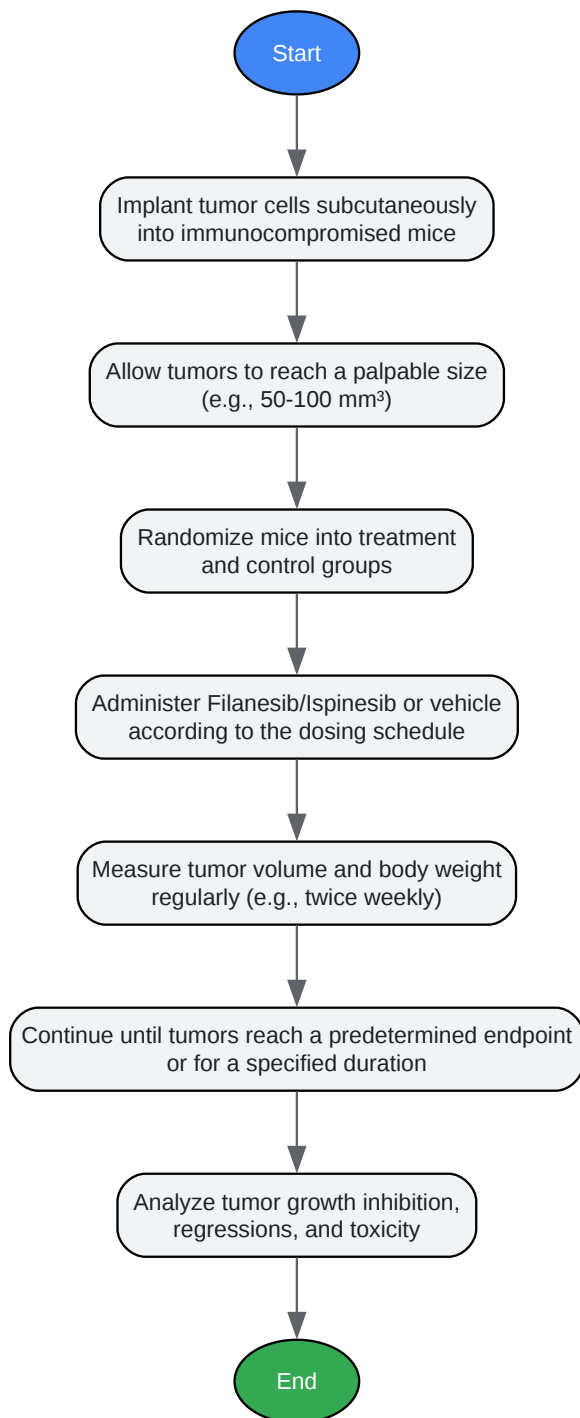 Start
Implant tumor cells subcutaneously
into immunocompromised mice
Allow tumors to reach a palpable size
(e.g., 50-100 mm³)
Randomize mice into treatment
and control groups
Administer Filanesib/Ispinesib or vehicle
according to the dosing schedule
Measure tumor volume and body weight
regularly (e.g., twice weekly)
Continue until tumors reach a predetermined endpoint
or for a specified duration
Analyze tumor growth inhibition,
regressions, and toxicity
End